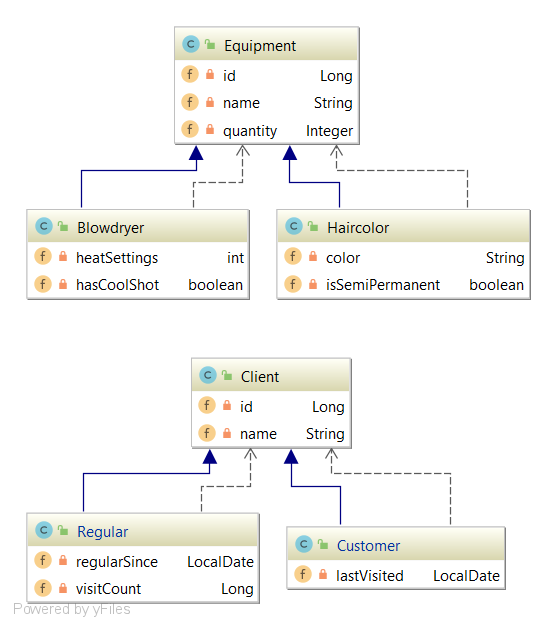 Equipment
id Long
name String
quantity Integer
Blowdryer
heatSettings int
hasCoolShot boolean
Haircolor
color String
isSemiPermanent boolean
Client
id Long
name String
Regular
regularSince LocalDate
visitCount Long
Customer
lastVisited LocalDate
Powered by yFiles